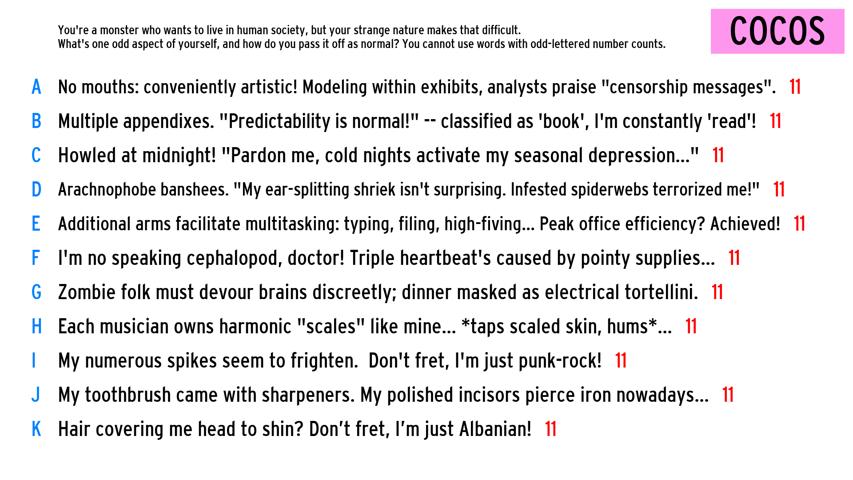 You're a monster who wants to live in human society, but your strange nature makes that difficult.
What's one odd aspect of yourself, and how do you pass it off as normal? You cannot use words with odd-lettered number counts.
COCOS
A No mouths: conveniently artistic! Modeling within exhibits, analysts praise "censorship messages". 11
B Multiple appendixes. "Predictability is normal!" -- classified as 'book', I'm constantly 'read'! 11
C Howled at midnight! "Pardon me, cold nights activate my seasonal depression..." 11
D Arachnophobe banshees. "My ear-splitting shriek isn't surprising. Infested spiderwebs terrorized me!" 11
E Additional arms facilitate multitasking: typing, filing, high-fiving... Peak office efficiency? Achieved! 11
F I'm no speaking cephalopod, doctor! Triple heartbeat's caused by pointy supplies... 11
G Zombie folk must devour brains discreetly; dinner masked as electrical tortellini. 11
H Each musician owns harmonic "scales" like mine... *taps scaled skin, hums*... 11
I My numerous spikes seem to frighten. Don't fret, I'm just punk-rock! 11
J My toothbrush came with sharpeners. My polished incisors pierce iron nowadays... 11
K Hair covering me head to shin? Don’t fret, I’m just Albanian! 11